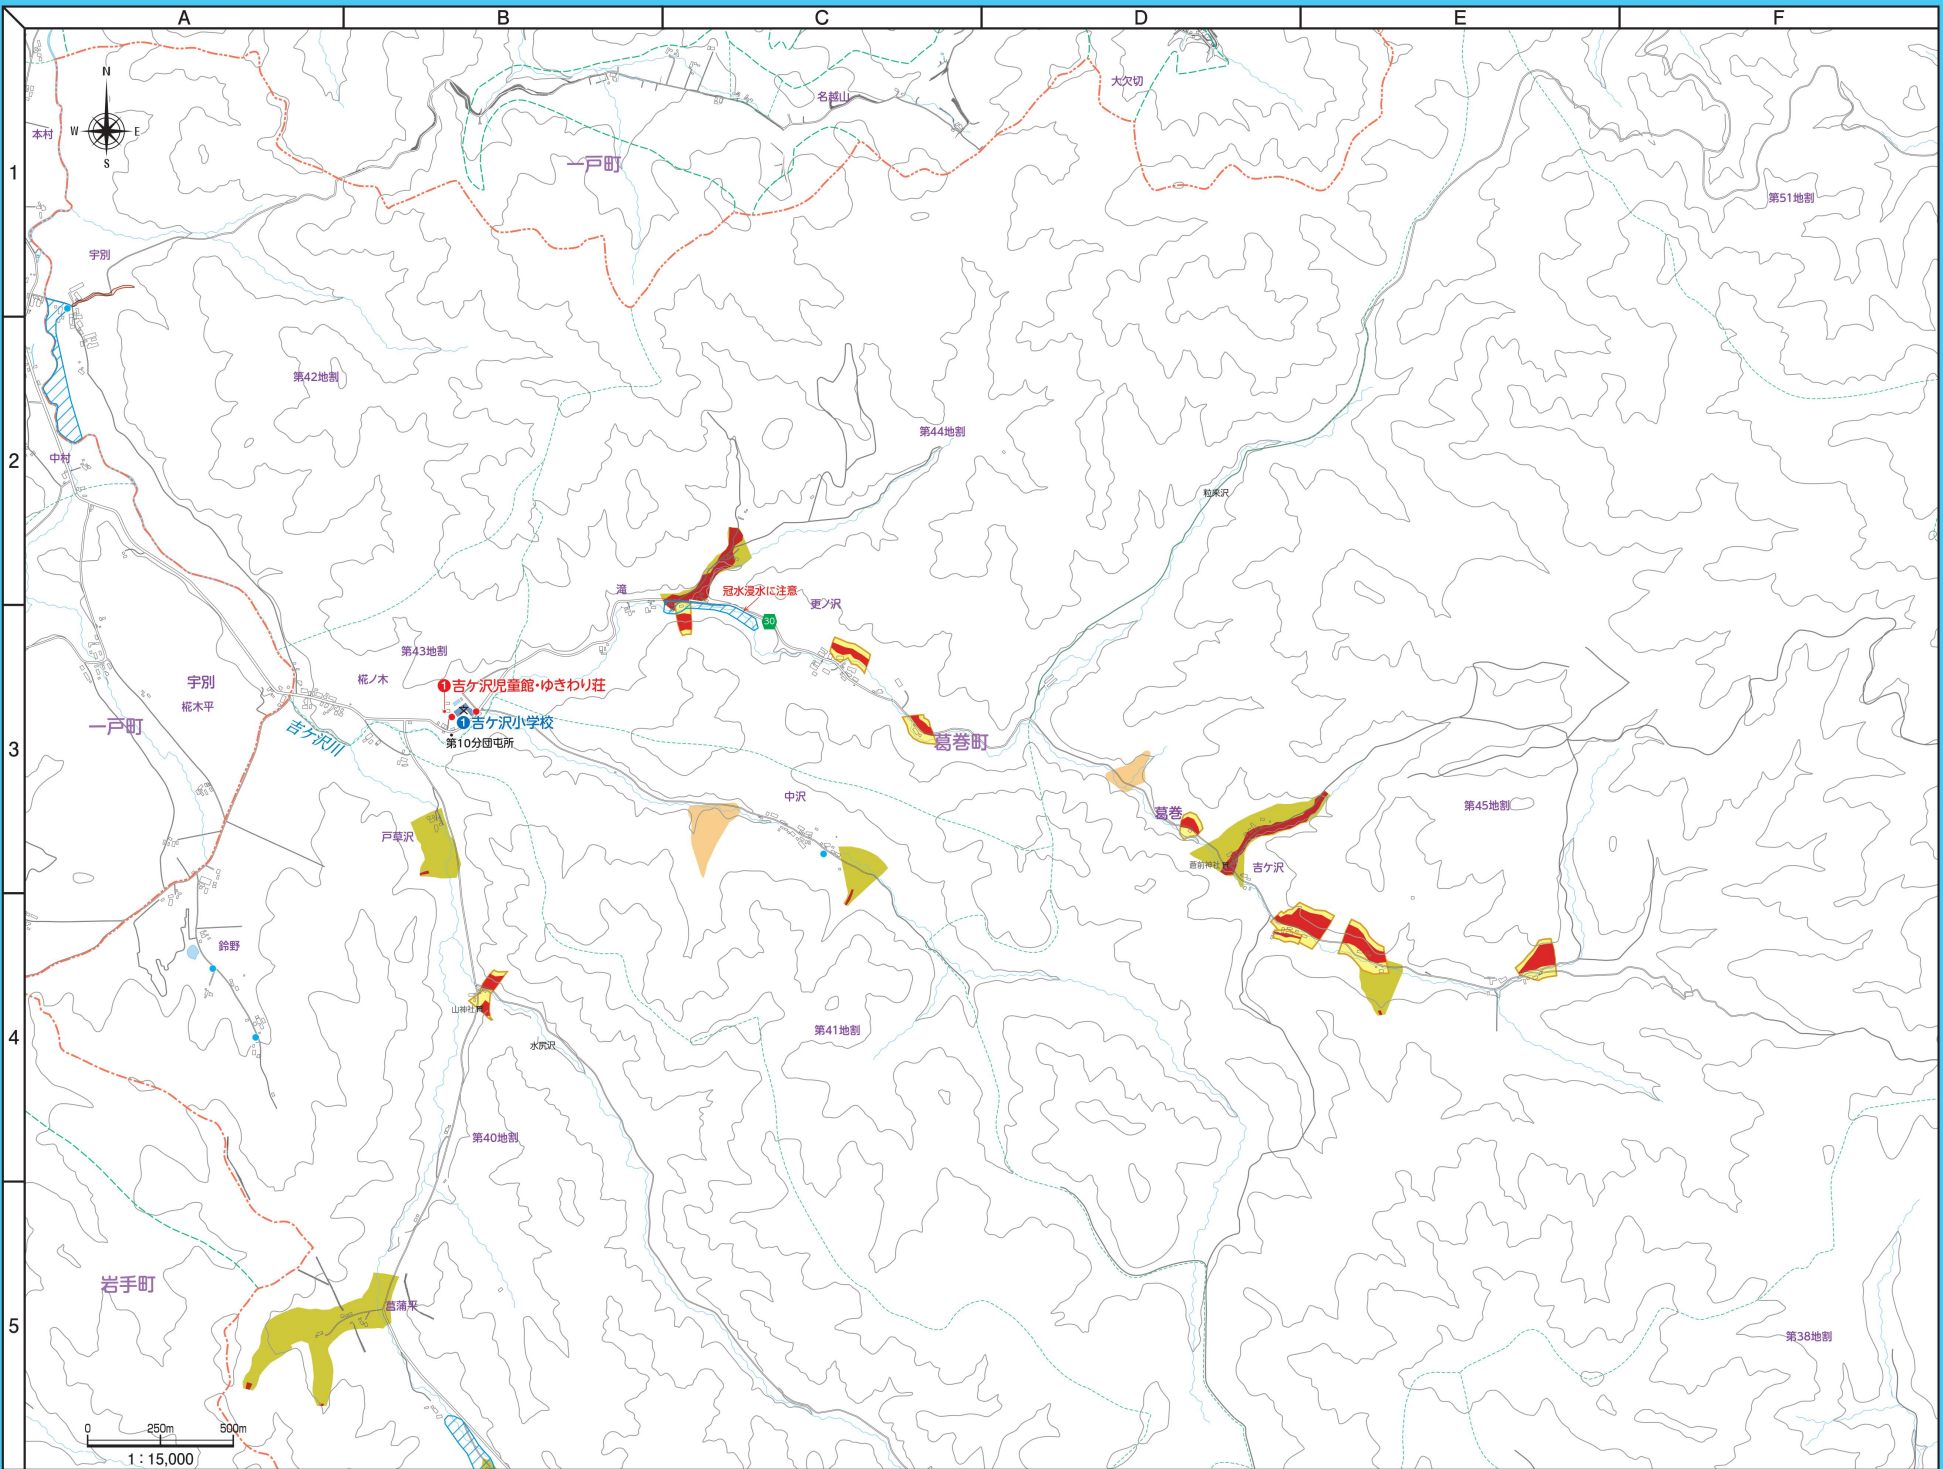 A
B
C
D
E
F
N
W
E
S
1
2
3
4
5
本村
一戸町
名越山
大欠切
第51地割
宇別
第42地割
中村
第44地割
粒来沢
滝
冠水浸水に注意
更ノ沢
30
第43地割
椛ノ木
宇別
椛木平
一戸町
吉ケ沢川
1吉ケ沢児童館・ゆきわり荘
1吉ケ沢小学校
第10分団屯所
葛巻町
中沢
葛巻
第45地割
戸草沢
吉ケ沢
鈴野
山神社
第41地割
水尻沢
第40地割
岩手町
菖蒲平
第38地割
0 250m 500m
1:15,000